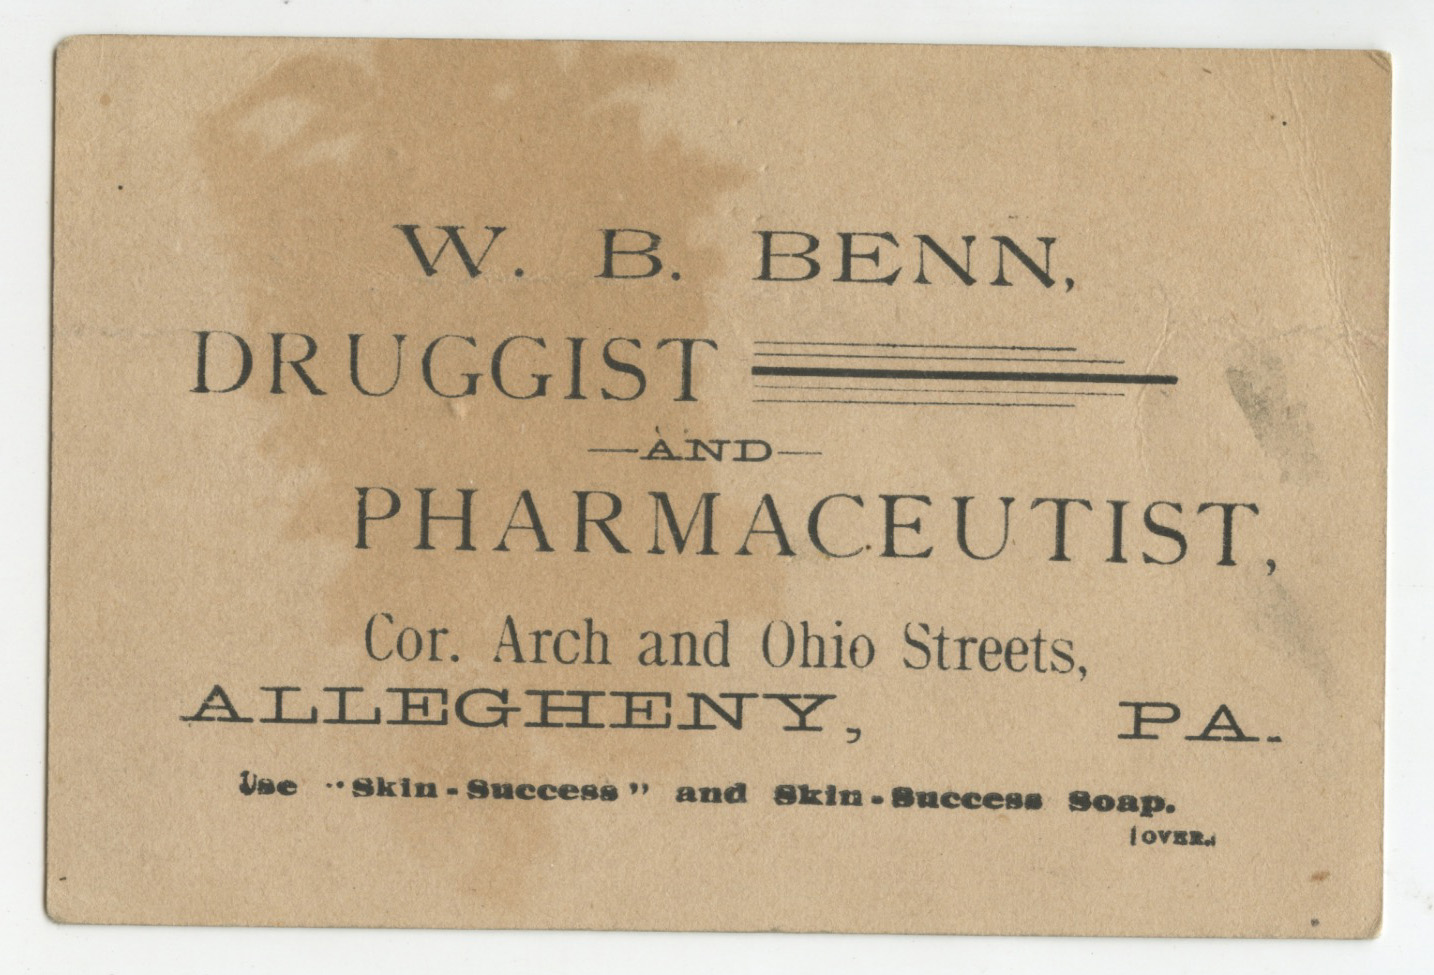 W. B. BENN,
DRUGGIST
—AND—
PHARMACEUTIST,
Cor. Arch and Ohio Streets,
ALLEGHENY, PA.
Use "Skin-Success" and Skin-Success Soap.
[OVER.]